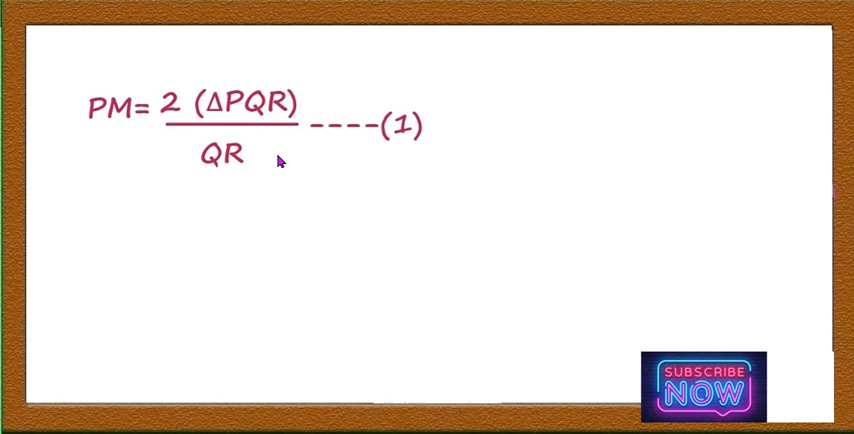 PM= 2 (ΔPQR)
----(1)
QR
SUBSCRIBE
NOW